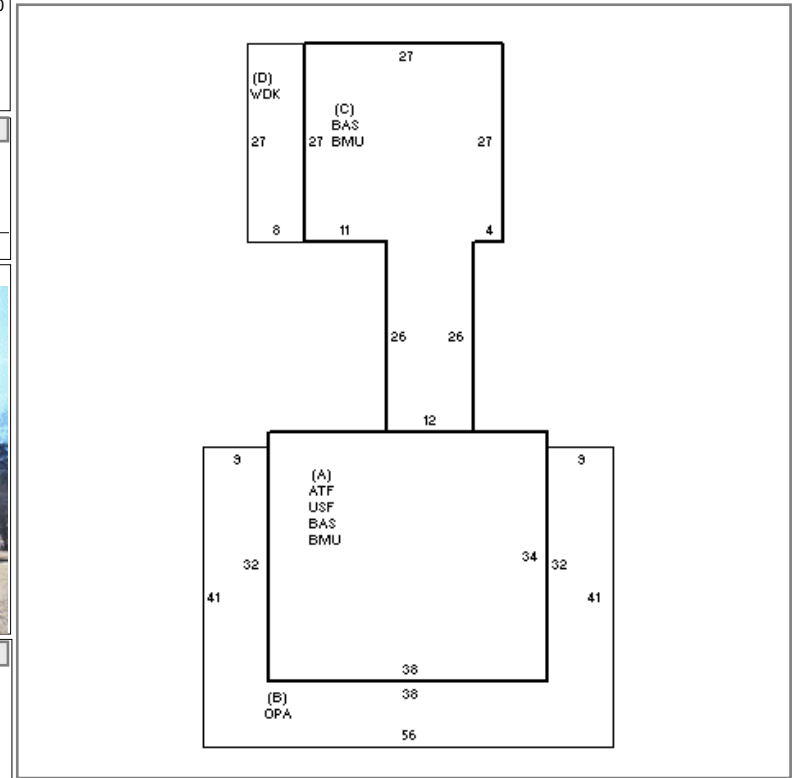 27
(D)
WDK
(C)
BAS
27 27 BMU 27
8 11 4
26 26
12
9 9
(A)
ATF
USF
BAS
BMU
34
32 32
41 41
38
(B) 38
OPA
56